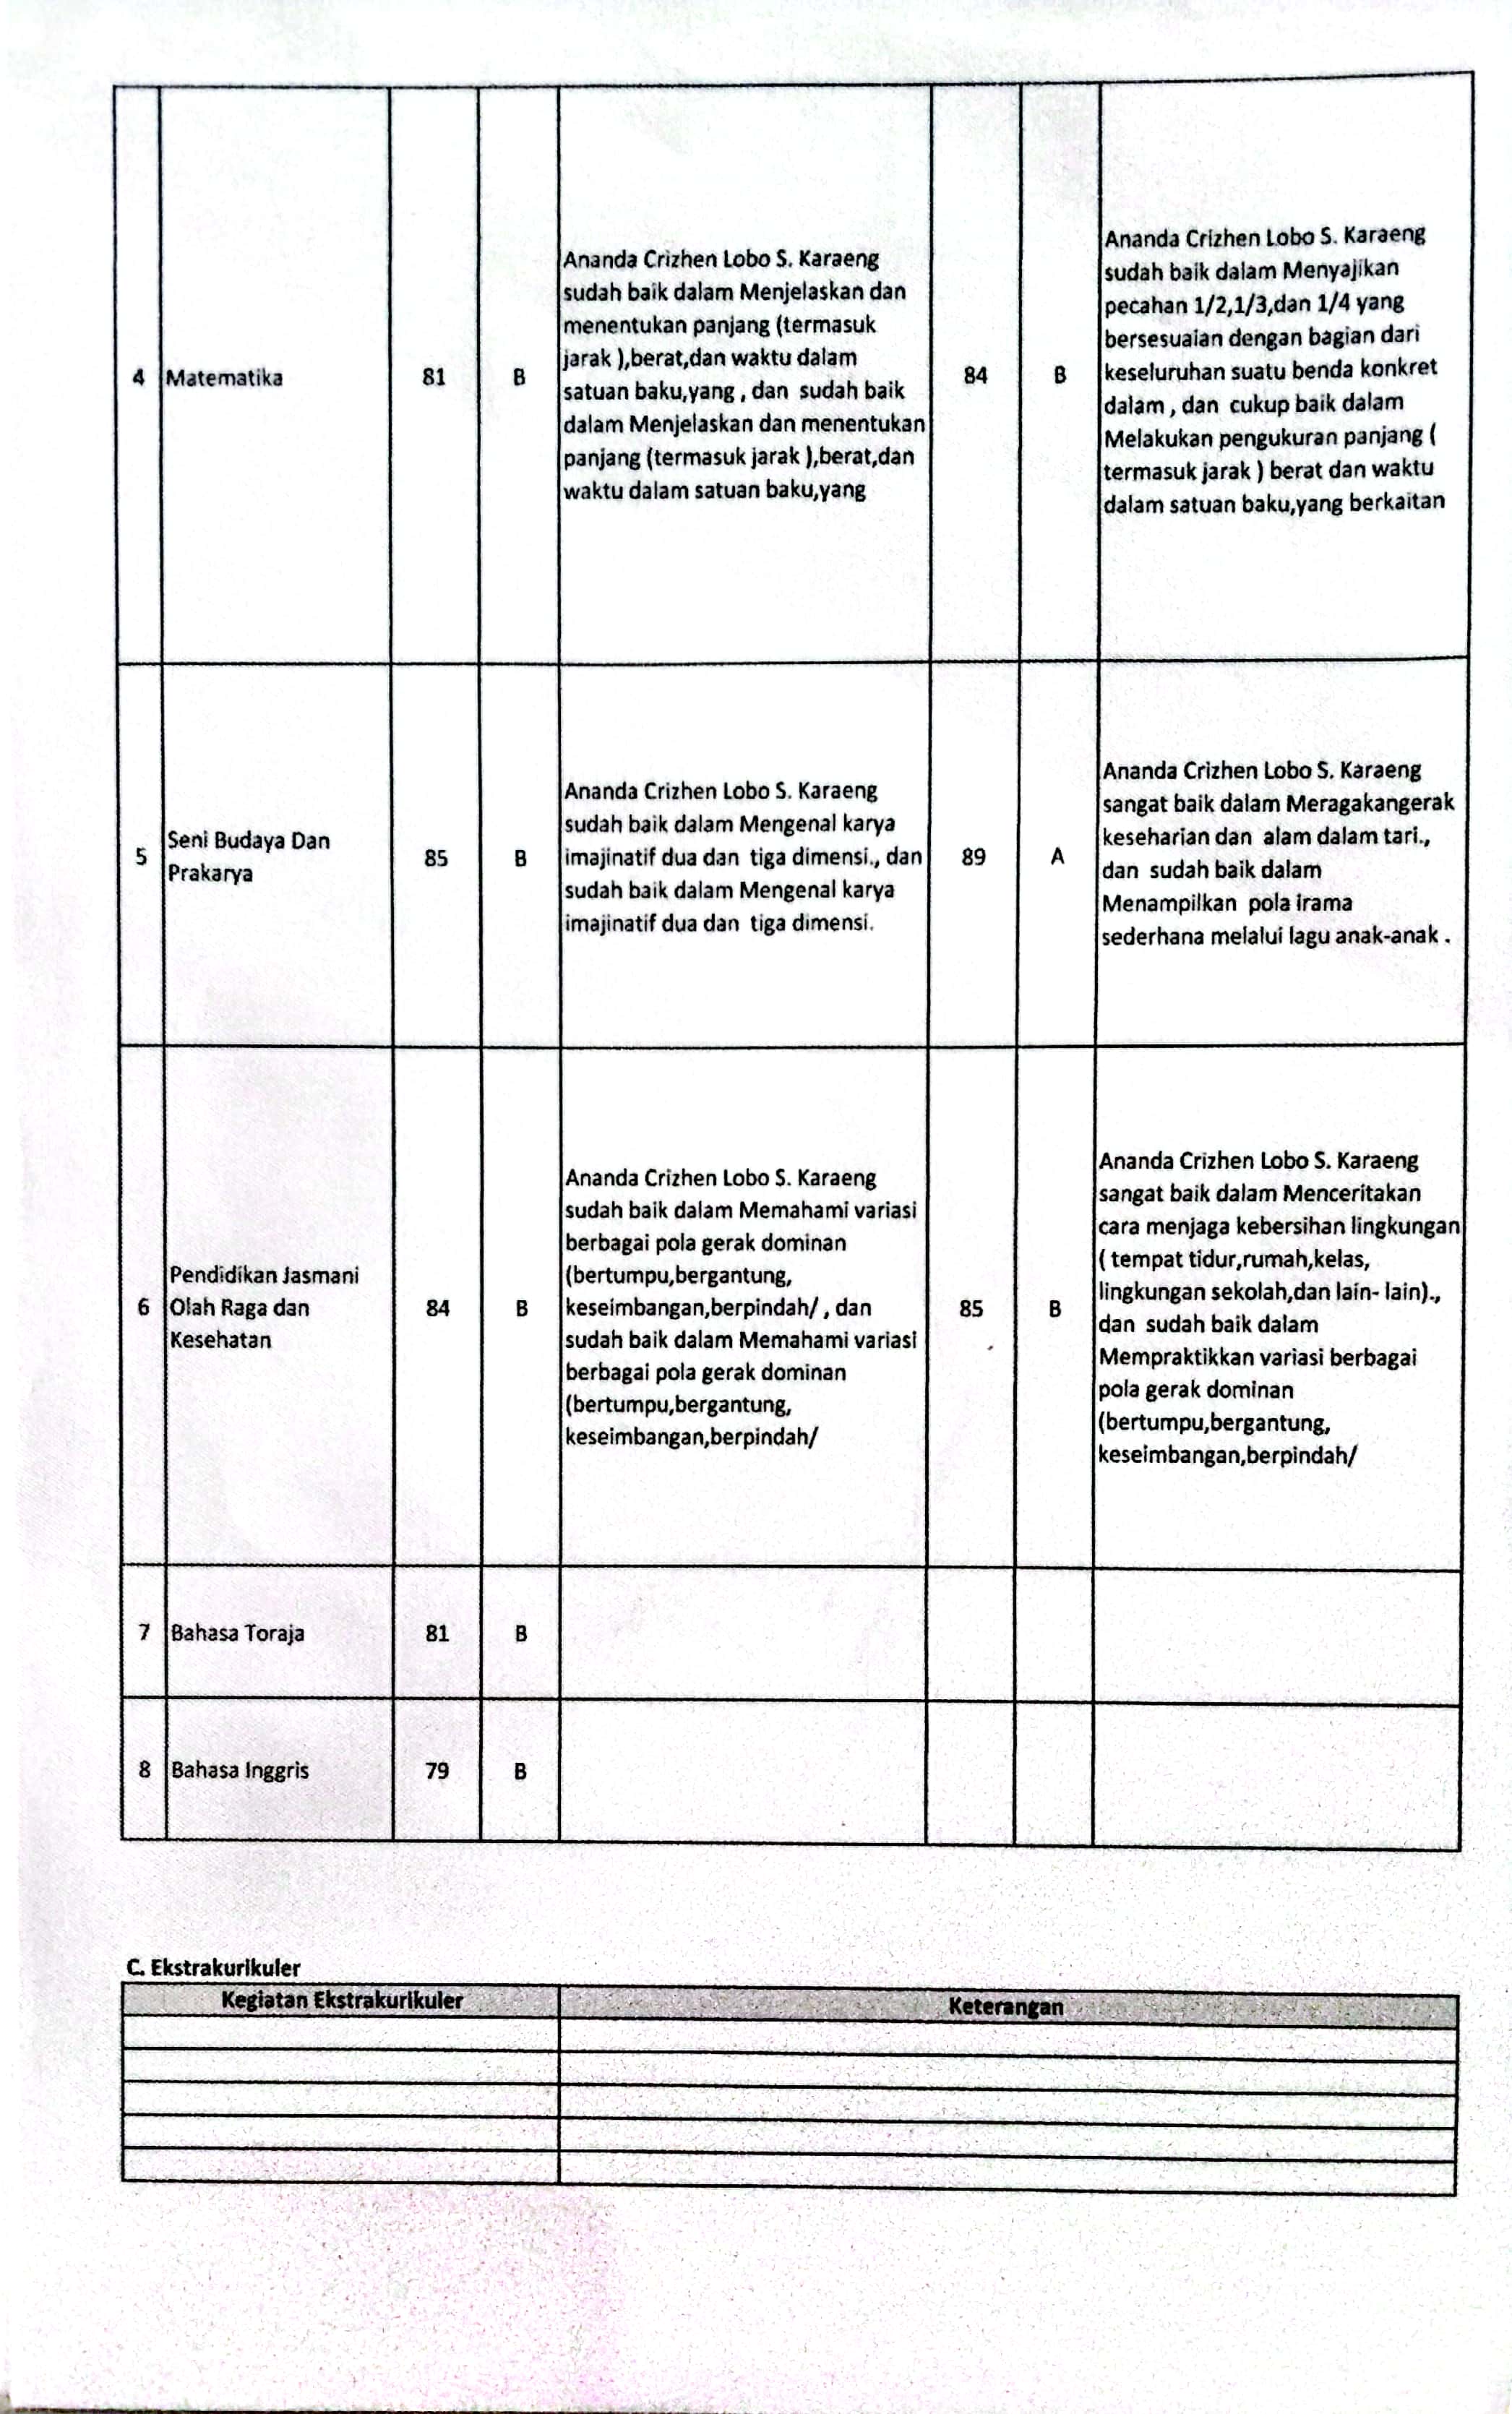 4
Matematika
81
B
Ananda Crizhen Lobo S. Karaeng
sudah baik dalam Menjelaskan dan
menentukan panjang (termasuk
jarak ),berat,dan waktu dalam
satuan baku,yang , dan  sudah baik
dalam Menjelaskan dan menentukan
panjang (termasuk jarak ),berat,dan
waktu dalam satuan baku,yang
84
B
Ananda Crizhen Lobo S. Karaeng
sudah baik dalam Menyajikan
pecahan 1/2,1/3,dan 1/4 yang
bersesuaian dengan bagian dari
keseluruhan suatu benda konkret
dalam , dan  cukup baik dalam
Melakukan pengukuran panjang (
termasuk jarak ) berat dan waktu
dalam satuan baku,yang berkaitan
5
Seni Budaya Dan
Prakarya
85
B
Ananda Crizhen Lobo S. Karaeng
sudah baik dalam Mengenal karya
imajinatif dua dan  tiga dimensi., dan
sudah baik dalam Mengenal karya
imajinatif dua dan  tiga dimensi.
89
A
Ananda Crizhen Lobo S. Karaeng
sangat baik dalam Meragakangerak
keseharian dan  alam dalam tari.,
dan  sudah baik dalam
Menampilkan  pola irama
sederhana melalui lagu anak-anak .
6
Pendidikan Jasmani
Olah Raga dan
Kesehatan
84
B
Ananda Crizhen Lobo S. Karaeng
sudah baik dalam Memahami variasi
berbagai pola gerak dominan
(bertumpu,bergantung,
keseimbangan,berpindah/ , dan
sudah baik dalam Memahami variasi
berbagai pola gerak dominan
(bertumpu,bergantung,
keseimbangan,berpindah/
85
B
Ananda Crizhen Lobo S. Karaeng
sangat baik dalam Menceritakan
cara menjaga kebersihan lingkungan
( tempat tidur,rumah,kelas,
lingkungan sekolah,dan lain- lain).,
dan  sudah baik dalam
Mempraktikkan variasi berbagai
pola gerak dominan
(bertumpu,bergantung,
keseimbangan,berpindah/
7
Bahasa Toraja
81
B
8
Bahasa Inggris
79
B
C. Ekstrakurikuler
Kegiatan Ekstrakurikuler
Keterangan